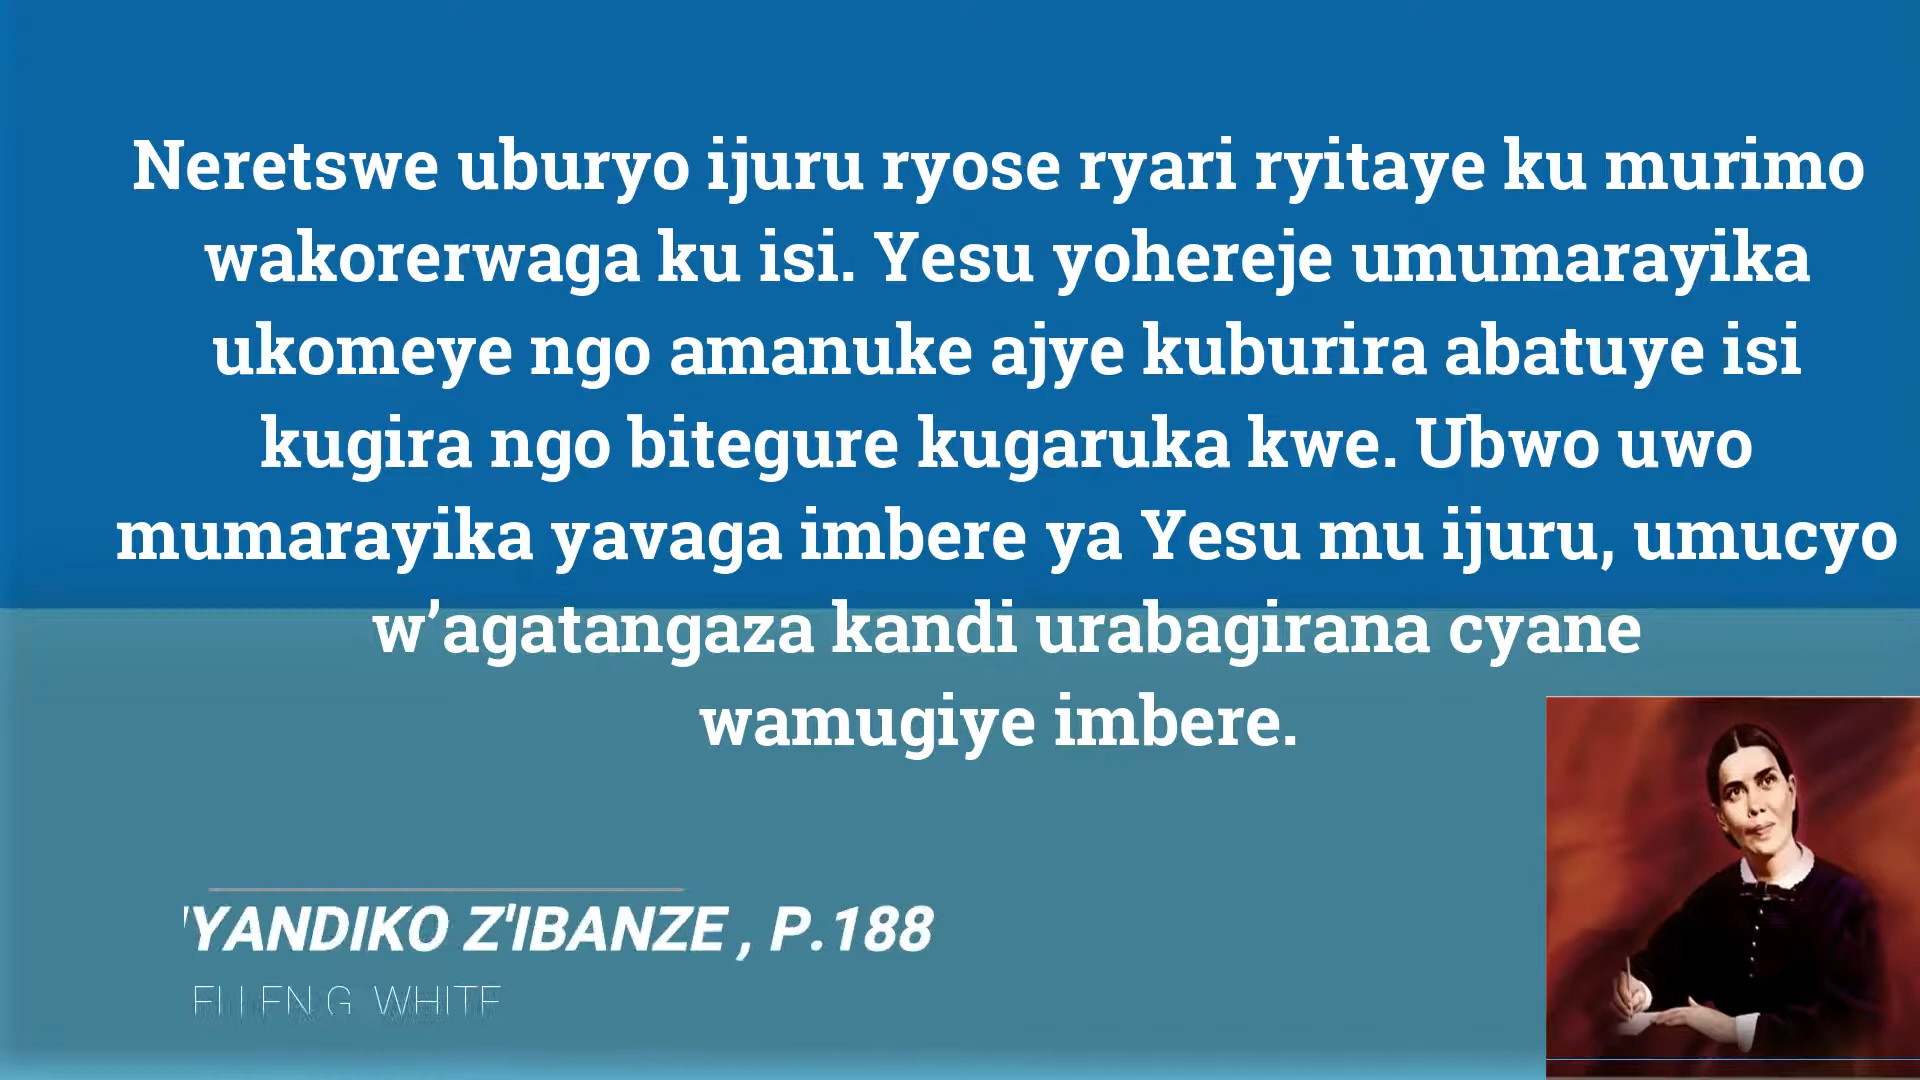 Neretswe uburyo ijuru ryose ryari ryitaye ku murimo
wakorerwaga ku isi. Yesu yohereje umumarayika
ukomeye ngo amanuke ajye kuburira abatuye isi
kugira ngo bitegure kugaruka kwe. Ubwo uwo
mumarayika yavaga imbere ya Yesu mu ijuru, umucyo
w’agatangaza kandi urabagirana cyane
wamugiye imbere.
YANDIKO Z'IBANZE , P.188
ELLEN G. WHITE